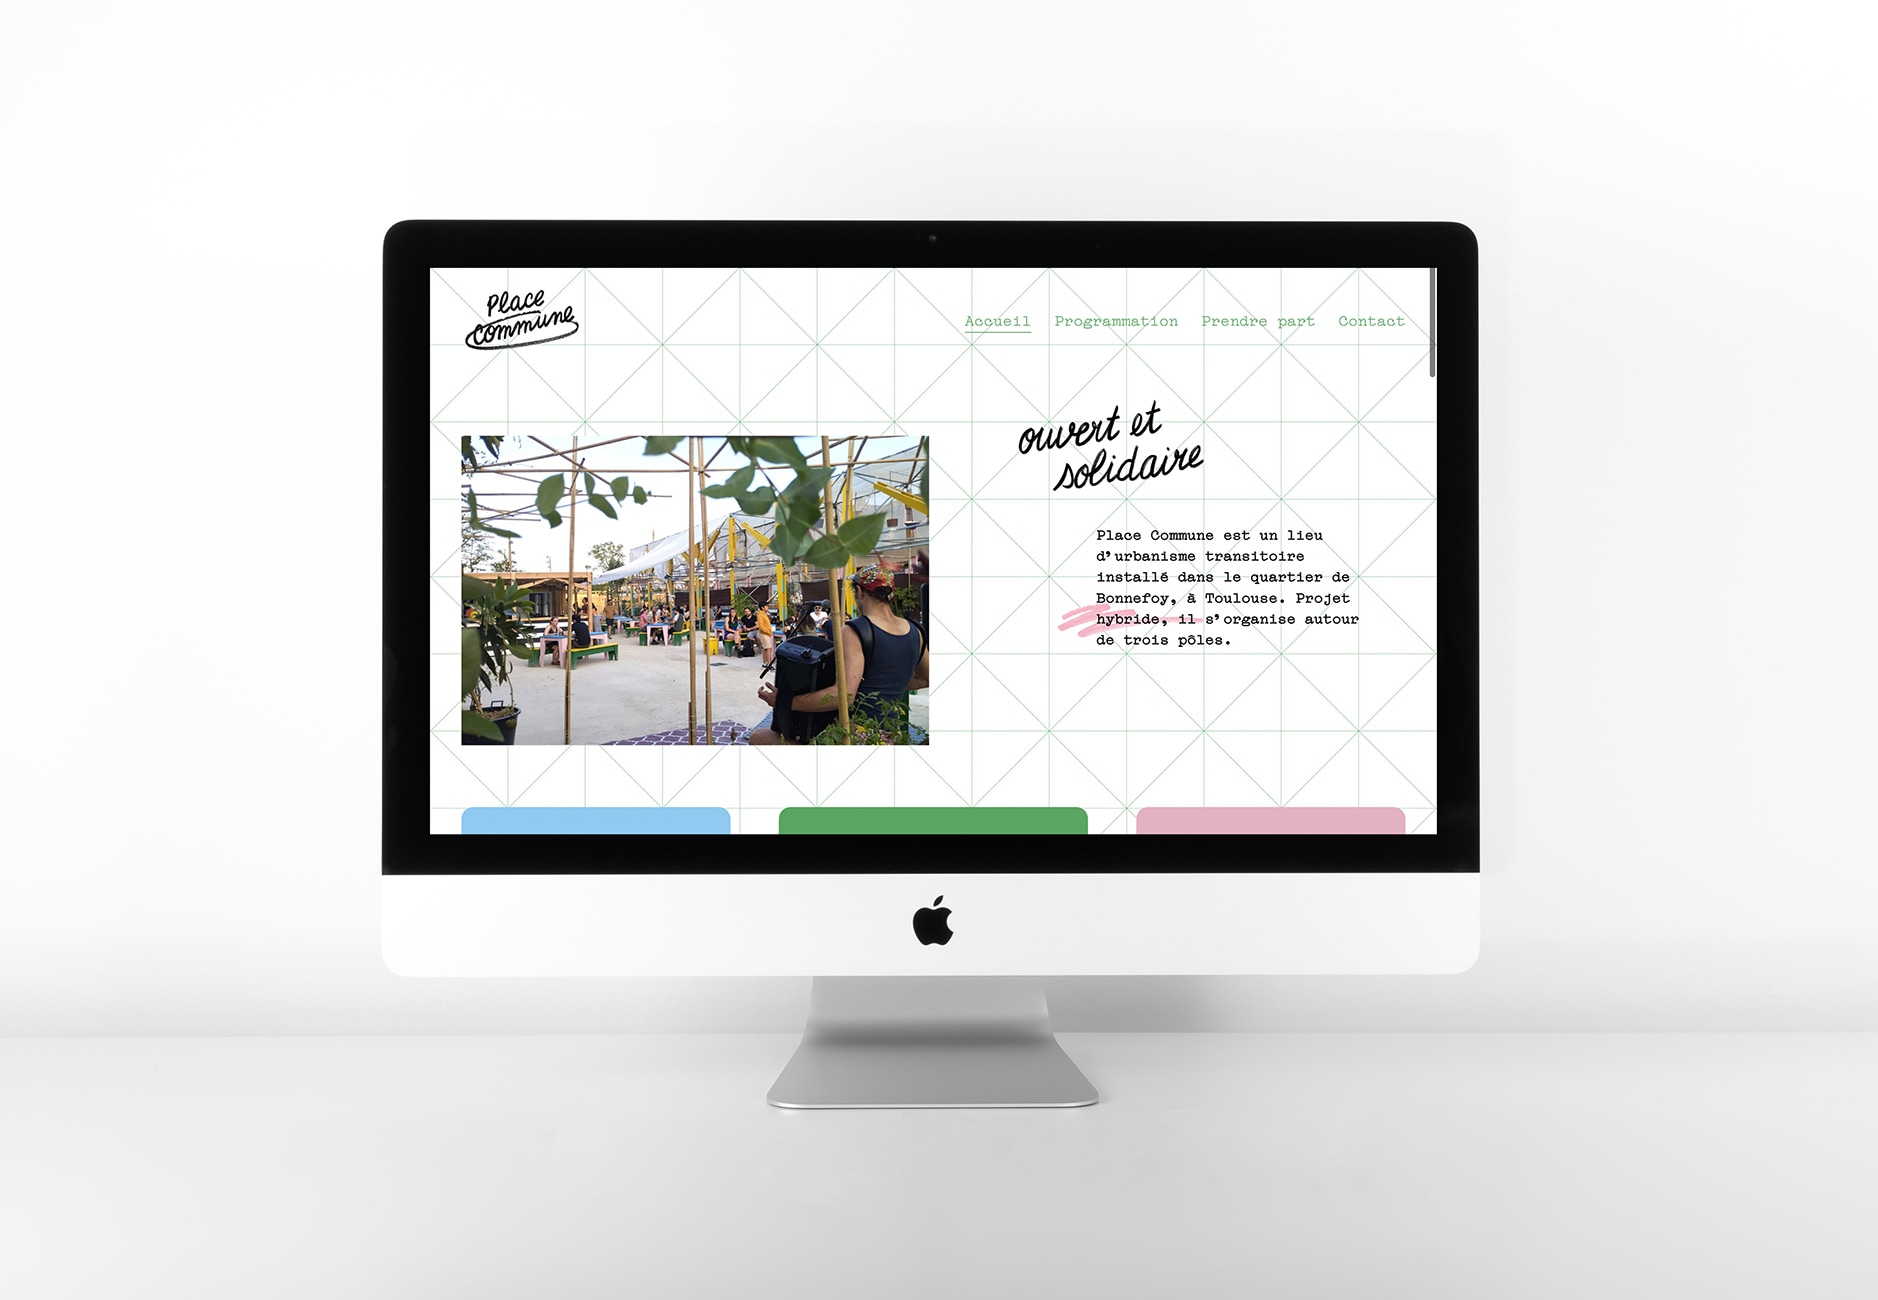 Place
commune
Accueil Programmation Prendre part Contact
ouvert et
solidaire
Place Commune est un lieu
d'urbanisme transitoire
installé dans le quartier de
Bonnefoy, à Toulouse. Projet
hybride, il s'organise autour
de trois pôles.